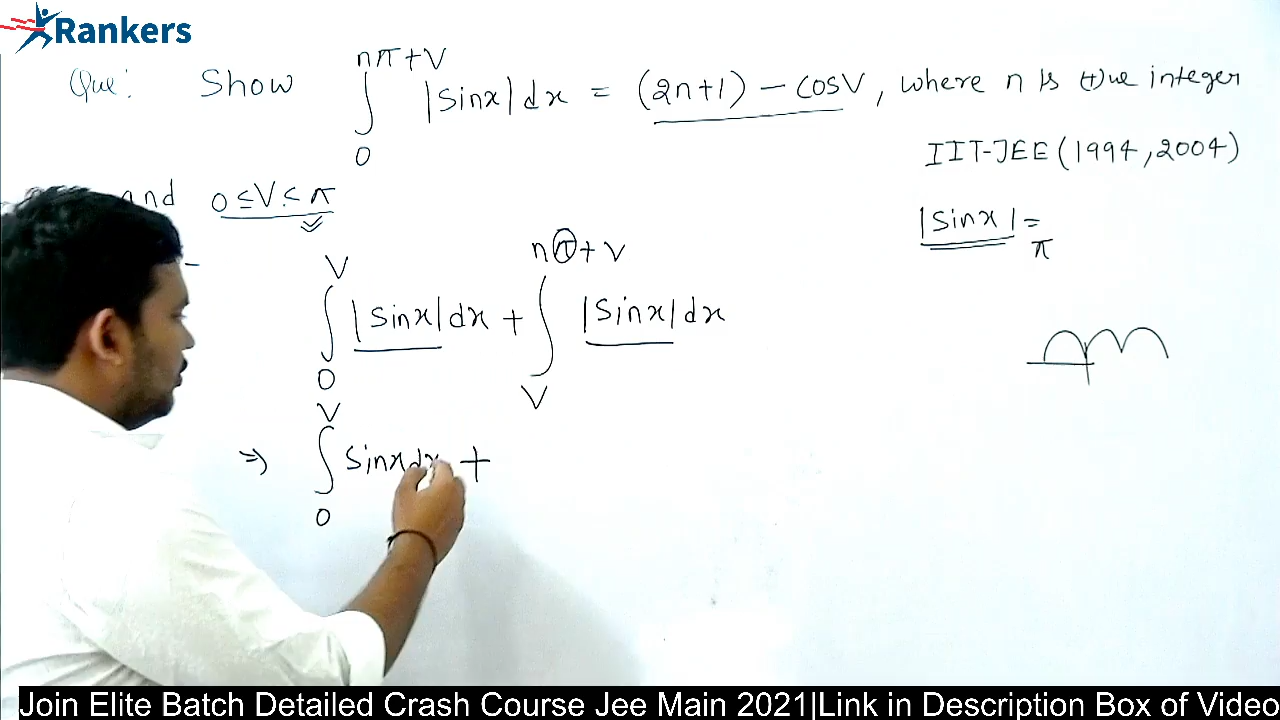 Rankers
Que: Show ∫₀^{nπ+V} |Sinx| dx = (2n+1) - cosV, where n is (+)ve integer
IIT-JEE (1994, 2004)
and 0 ≤ V ≤ π
|Sinx| =
π
∫₀^V |Sinx| dx + ∫_V^{nπ+V} |Sinx| dx
⇒ ∫₀^V Sinx dx +
Join Elite Batch Detailed Crash Course Jee Main 2021|Link in Description Box of Video